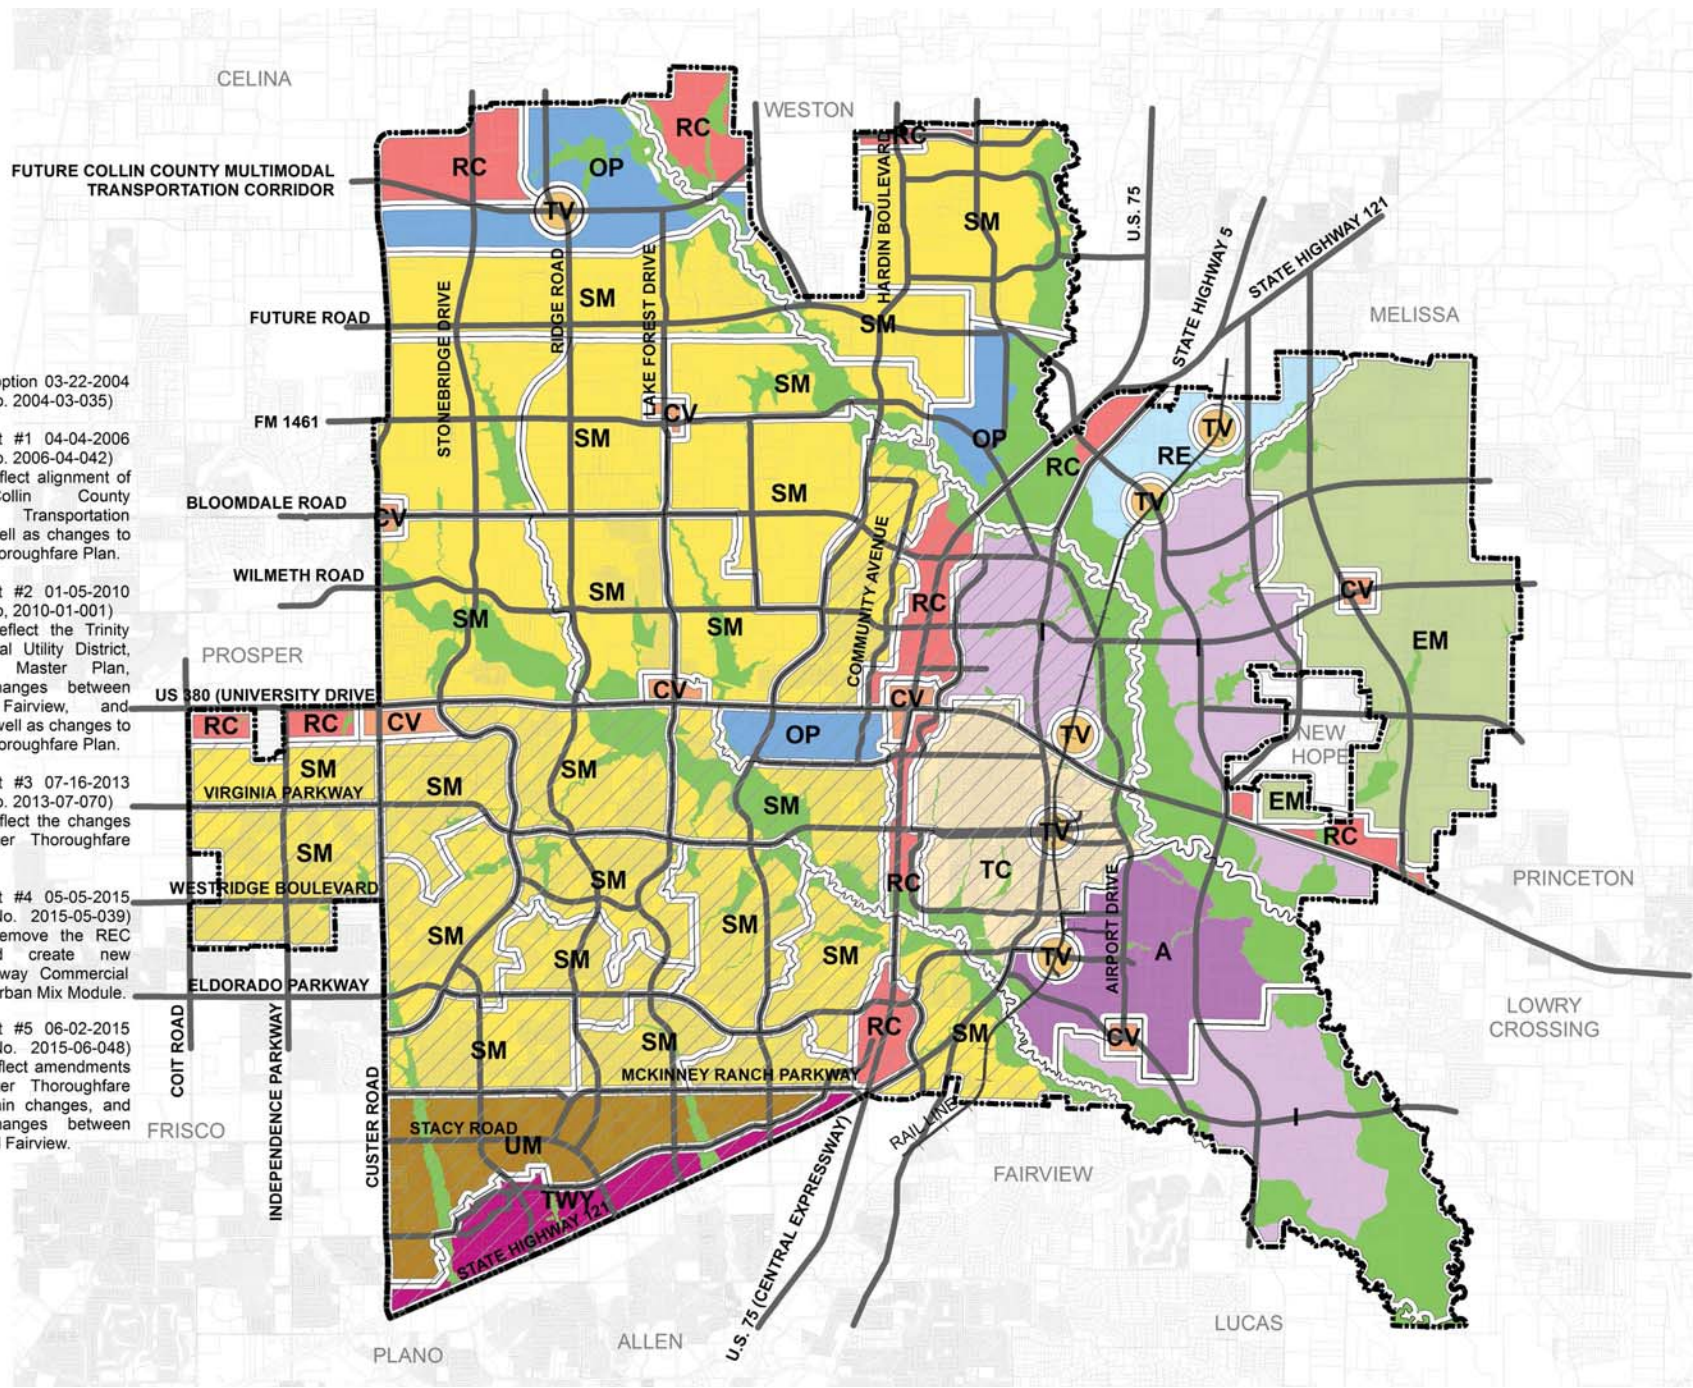 CELINA
WESTON
RC
RC
RC
OP
FUTURE COLLIN COUNTY MULTIMODAL
TRANSPORTATION CORRIDOR
TV
HARDIN BOULEVARD
SM
U.S. 75
STATE HIGHWAY 5
STATE HIGHWAY 121
MELISSA
STONEBRIDGE DRIVE
RIDGE ROAD
LAKE FOREST DRIVE
SM
FUTURE ROAD
SM
SM
option 03-22-2004
o. 2004-03-035)
FM 1461
CV
SM
OP
TV
RC
RE
t #1 04-04-2006
o. 2006-04-042)
flect alignment of
Collin County
Transportation
ell as changes to
oroughfare Plan.
BLOOMDALE ROAD
CV
SM
TV
COMMUNITY AVENUE
WILMETH ROAD
SM
SM
SM
RC
I
I
CV
EM
t #2 01-05-2010
o, 2010-01-001)
eflect the Trinity
al Utility District,
Master Plan,
anges between
Fairview, and
ell as changes to
oroughfare Plan.
PROSPER
US 380 (UNIVERSITY DRIVE
CV
CV
RC
RC
CV
OP
TV
NEW
HOPE
SM
SM
SM
VIRGINIA PARKWAY
SM
EM
RC
t #3 07-16-2013
o. 2013-07-070)
flect the changes
er Thoroughfare
TV
SM
SM
WESTRIDGE BOULEVARD
RC
TC
PRINCETON
t #4 05-05-2015
No. 2015-05-039)
emove the REC
d create new
way Commercial
rban Mix Module.
SM
SM
SM
SM
TV
AIRPORT DRIVE
A
ELDORADO PARKWAY
LOWRY
CROSSING
COIT ROAD
INDEPENDENCE PARKWAY
CUSTER ROAD
SM
SM
RC
SM
CV
t #5 06-02-2015
No. 2015-06-048)
flect amendments
er Thoroughfare
ain changes, and
anges between
d Fairview.
MCKINNEY RANCH PARKWAY
FRISCO
STACY ROAD
UM
RAIL LINE
I
FAIRVIEW
TWY
STATE HIGHWAY 121
U.S. 75 (CENTRAL EXPRESSWAY)
PLANO
ALLEN
LUCAS